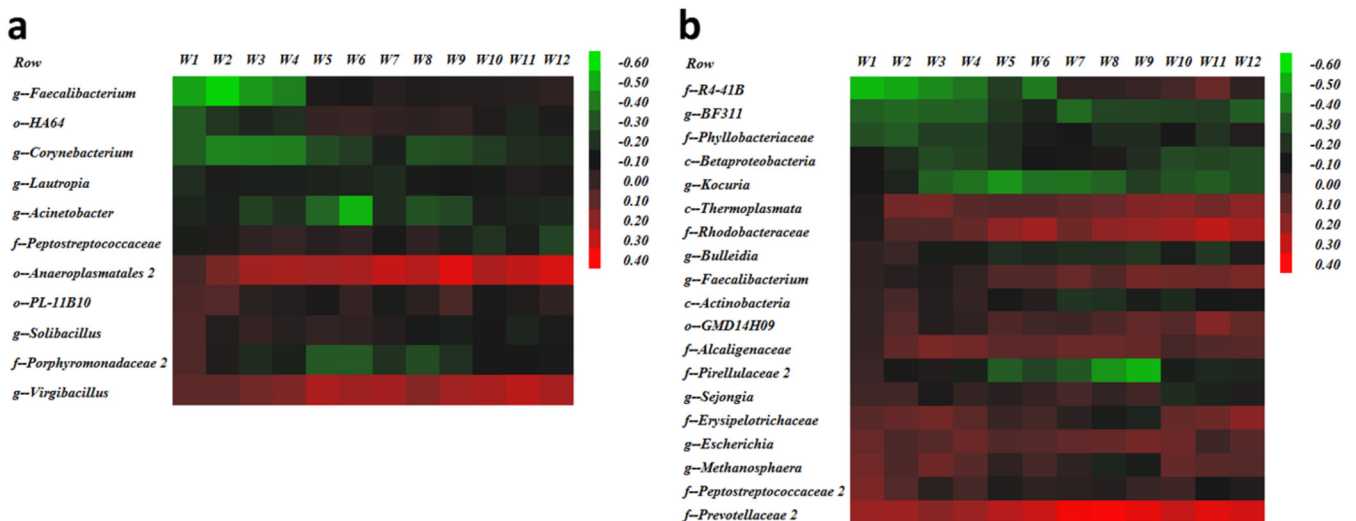 a
Row W1 W2 W3 W4 W5 W6 W7 W8 W9 W10 W11 W12
g--Faecalibacterium
o--HA64
g--Corynebacterium
g--Lautropia
g--Acinetobacter
f--Peptostreptococcaceae
o--Anaeroplasmatales 2
o--PL-11B10
g--Solibacillus
f--Porphyromonadaceae 2
g--Virgibacillus
-0.60
-0.50
-0.40
-0.30
-0.20
-0.10
0.00
0.10
0.20
0.30
0.40
b
Row W1 W2 W3 W4 W5 W6 W7 W8 W9 W10 W11 W12
f--R4-41B
g--BF311
f--Phyllobacteriaceae
c--Betaproteobacteria
g--Kocuria
c--Thermoplasmata
f--Rhodobacteraceae
g--Bulleidia
g--Faecalibacterium
c--Actinobacteria
o--GMD14H09
f--Alcaligenaceae
f--Pirellulaceae 2
g--Sejongia
f--Erysipelotrichaceae
g--Escherichia
g--Methanosphaera
f--Peptostreptococcaceae 2
f--Prevotellaceae 2
-0.60
-0.50
-0.40
-0.30
-0.20
-0.10
0.00
0.10
0.20
0.30
0.40